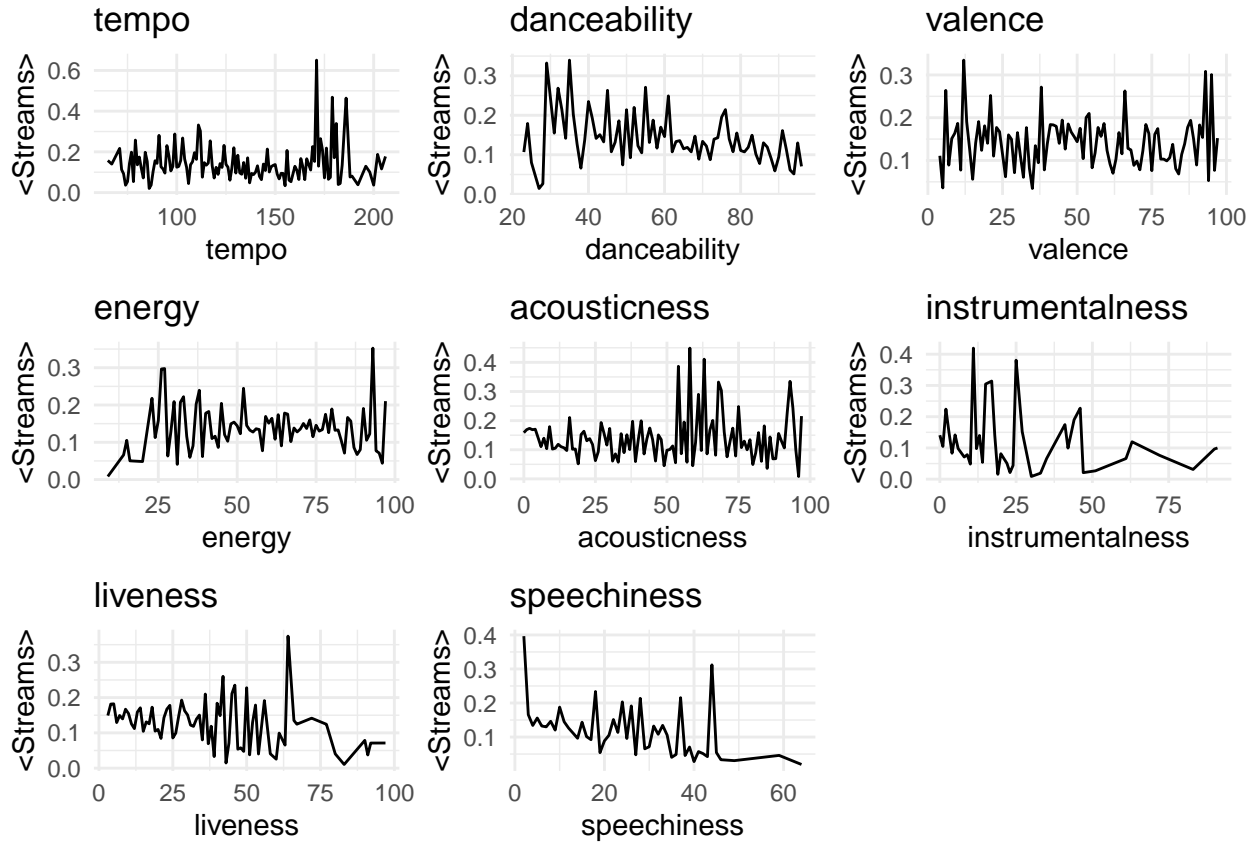 tempo
<Streams>
0.6
0.4
0.2
0.0
100
150
200
tempo
danceability
<Streams>
0.3
0.2
0.1
0.0
20
40
60
80
danceability
valence
<Streams>
0.3
0.2
0.1
0
25
50
75
100
valence
energy
<Streams>
0.3
0.2
0.1
0.0
25
50
75
100
energy
acousticness
<Streams>
0.4
0.3
0.2
0.1
0.0
0
25
50
75
100
acousticness
instrumentalness
<Streams>
0.4
0.3
0.2
0.1
0.0
0
25
50
75
instrumentalness
liveness
<Streams>
0.3
0.2
0.1
0.0
0
25
50
75
100
liveness
speechiness
<Streams>
0.4
0.3
0.2
0.1
0
20
40
60
speechiness